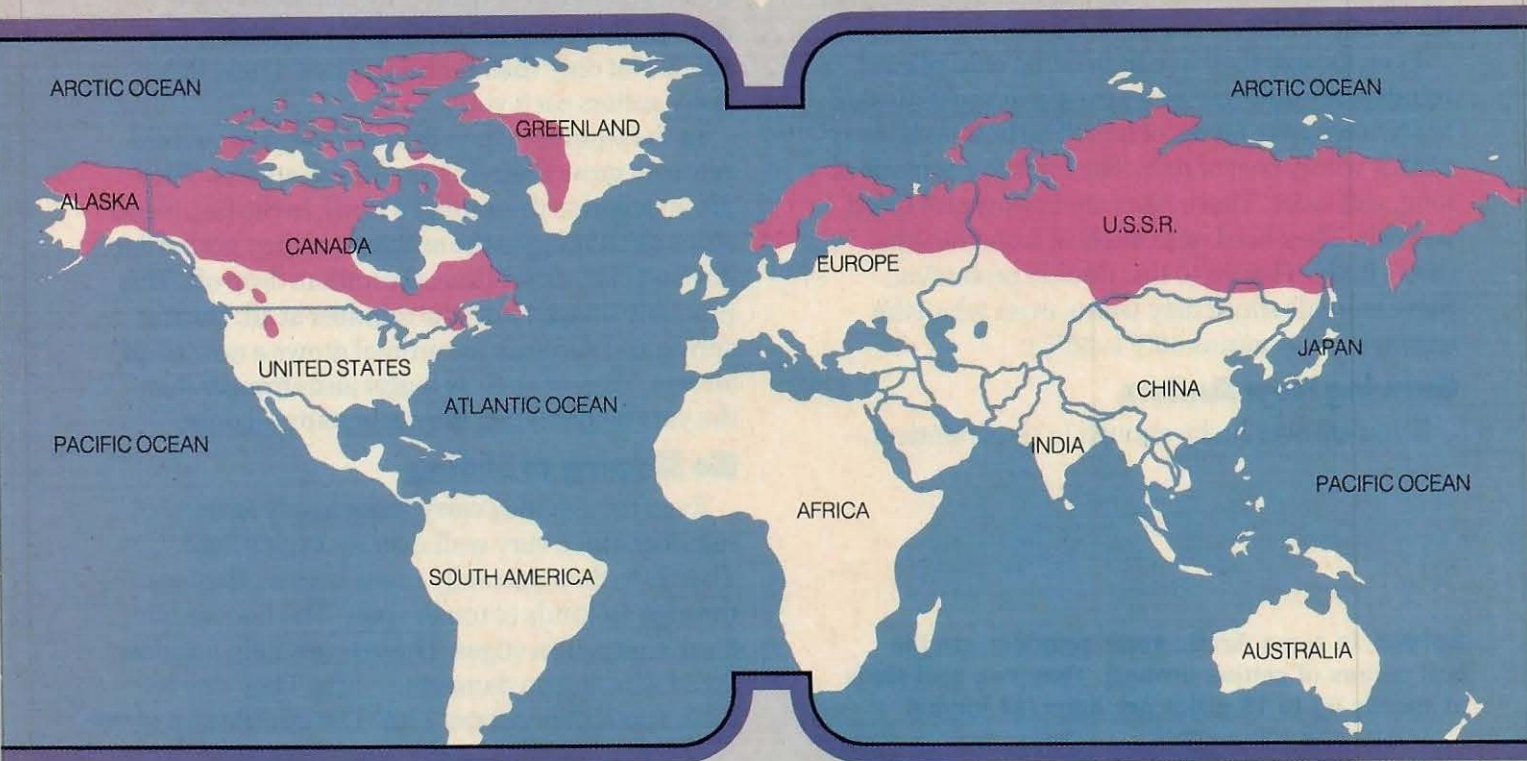 ARCTIC OCEAN
ARCTIC OCEAN
GREENLAND
ALASKA
CANADA
U.S.S.R.
EUROPE
UNITED STATES
JAPAN
CHINA
ATLANTIC OCEAN
PACIFIC OCEAN
INDIA
PACIFIC OCEAN
AFRICA
SOUTH AMERICA
AUSTRALIA